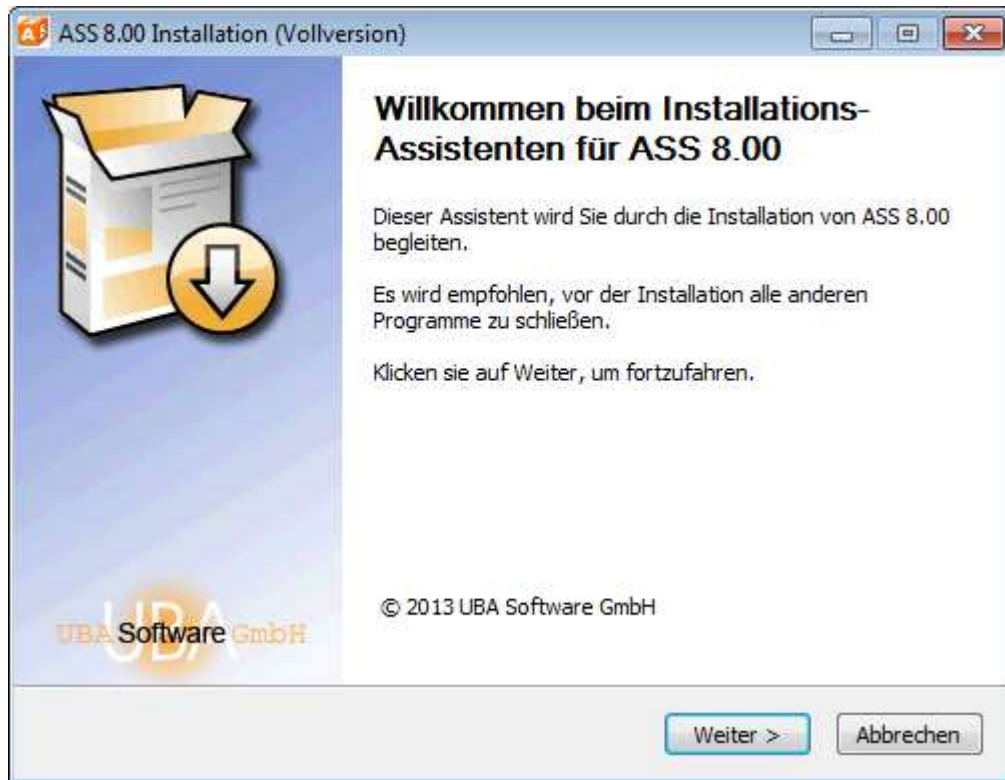 ASS 8.00 Installation (Vollversion)
Willkommen beim Installations-
Assistenten für ASS 8.00
Dieser Assistent wird Sie durch die Installation von ASS 8.00
begleiten.
Es wird empfohlen, vor der Installation alle anderen
Programme zu schließen.
Klicken sie auf Weiter, um fortzufahren.
© 2013 UBA Software GmbH
UBA Software GmbH
Weiter >
Abbrechen